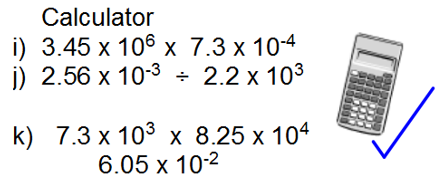 Calculator
i) 3.45 x 10⁶ x 7.3 x 10⁻⁴
j) 2.56 x 10⁻³ ÷ 2.2 x 10³
k) 7.3 x 10³ x 8.25 x 10⁴
6.05 x 10⁻²